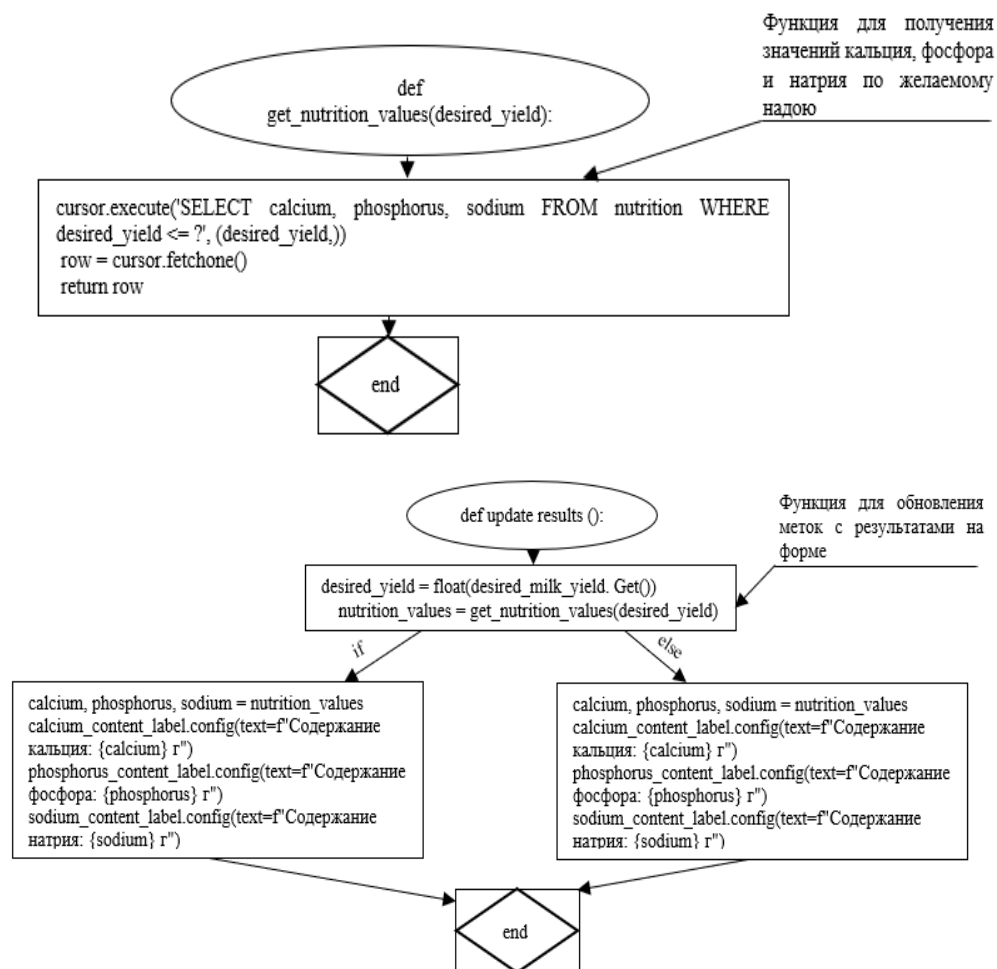 Функция для получения
значений кальция, фосфора
и натрия по желаемому
надою
def
get_nutrition_values(desired_yield):
cursor.execute('SELECT calcium, phosphorus, sodium FROM nutrition WHERE
desired_yield <= ?', (desired_yield,))
row = cursor.fetchone()
return row
end
def update results ():
Функция для обновления
меток с результатами на
форме
desired_yield = float(desired_milk_yield. Get())
nutrition_values = get_nutrition_values(desired_yield)
if
else
calcium, phosphorus, sodium = nutrition_values
calcium_content_label.config(text=f"Содержание
кальция: {calcium} г")
phosphorus_content_label.config(text=f"Содержание
фосфора: {phosphorus} г")
sodium_content_label.config(text=f"Содержание
натрия: {sodium} г")
calcium, phosphorus, sodium = nutrition_values
calcium_content_label.config(text=f"Содержание
кальция: {calcium} г")
phosphorus_content_label.config(text=f"Содержание
фосфора: {phosphorus} г")
sodium_content_label.config(text=f"Содержание
натрия: {sodium} г")
end